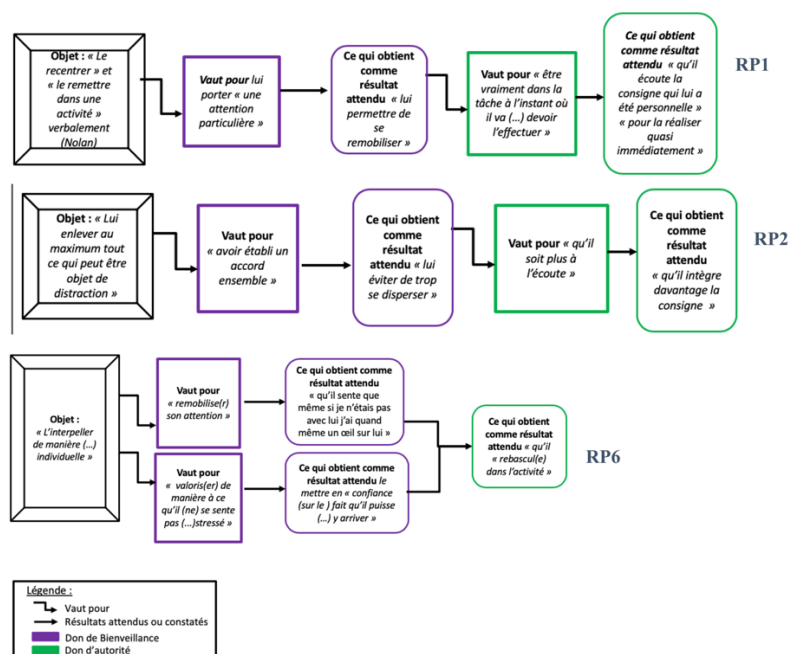 Objet : « Le
recentrer » et
« le remettre
dans une
activité »
verbalement
(Nolan)
Vaut pour lui
porter « une
attention
particulière »
Ce qui obtient
comme
résultat
attendu « lui
permettre de
se
remobiliser »
Vaut pour « être
vraiment dans la
tâche à l'instant où
il va (...) devoir
l'effectuer »
Ce qui obtient
comme résultat
attendu « qu'il
écoute la
consigne qui lui a
été personnelle »
« pour la réaliser
quasi
immédiatement »
RP1
Objet : « Lui
enlever au
maximum tout
ce qui peut être
objet de
distraction »
Vaut pour
« avoir établi un
accord
ensemble »
Ce qui obtient
comme
résultat
attendu « lui
éviter de trop
se disperser »
Vaut pour « qu'il
soit plus à
l'écoute »
Ce qui obtient
comme
résultat
attendu
« qu'il intègre
davantage la
consigne »
RP2
Objet :
« L'interpeller
de manière (...)
individuelle »
Vaut pour
« remobilise(r)
son attention »
Ce qui obtient comme
résultat attendu
« qu'il sente que
même si je n'étais pas
avec lui j'ai quand
même un œil sur lui »
Vaut pour
« valoris(er) de
manière à ce
qu'il (ne) se sente
pas (...)stressé »
Ce qui obtient comme
résultat attendu le
mettre en « confiance
(sur le ) fait qu'il puisse
(...) y arriver »
Ce qui obtient
comme résultat
attendu « qu'il
« rebascul(e)
dans l'activité »
RP6
Légende :
Vaut pour
Résultats attendus ou constatés
Don de Bienveillance
Don d'autorité